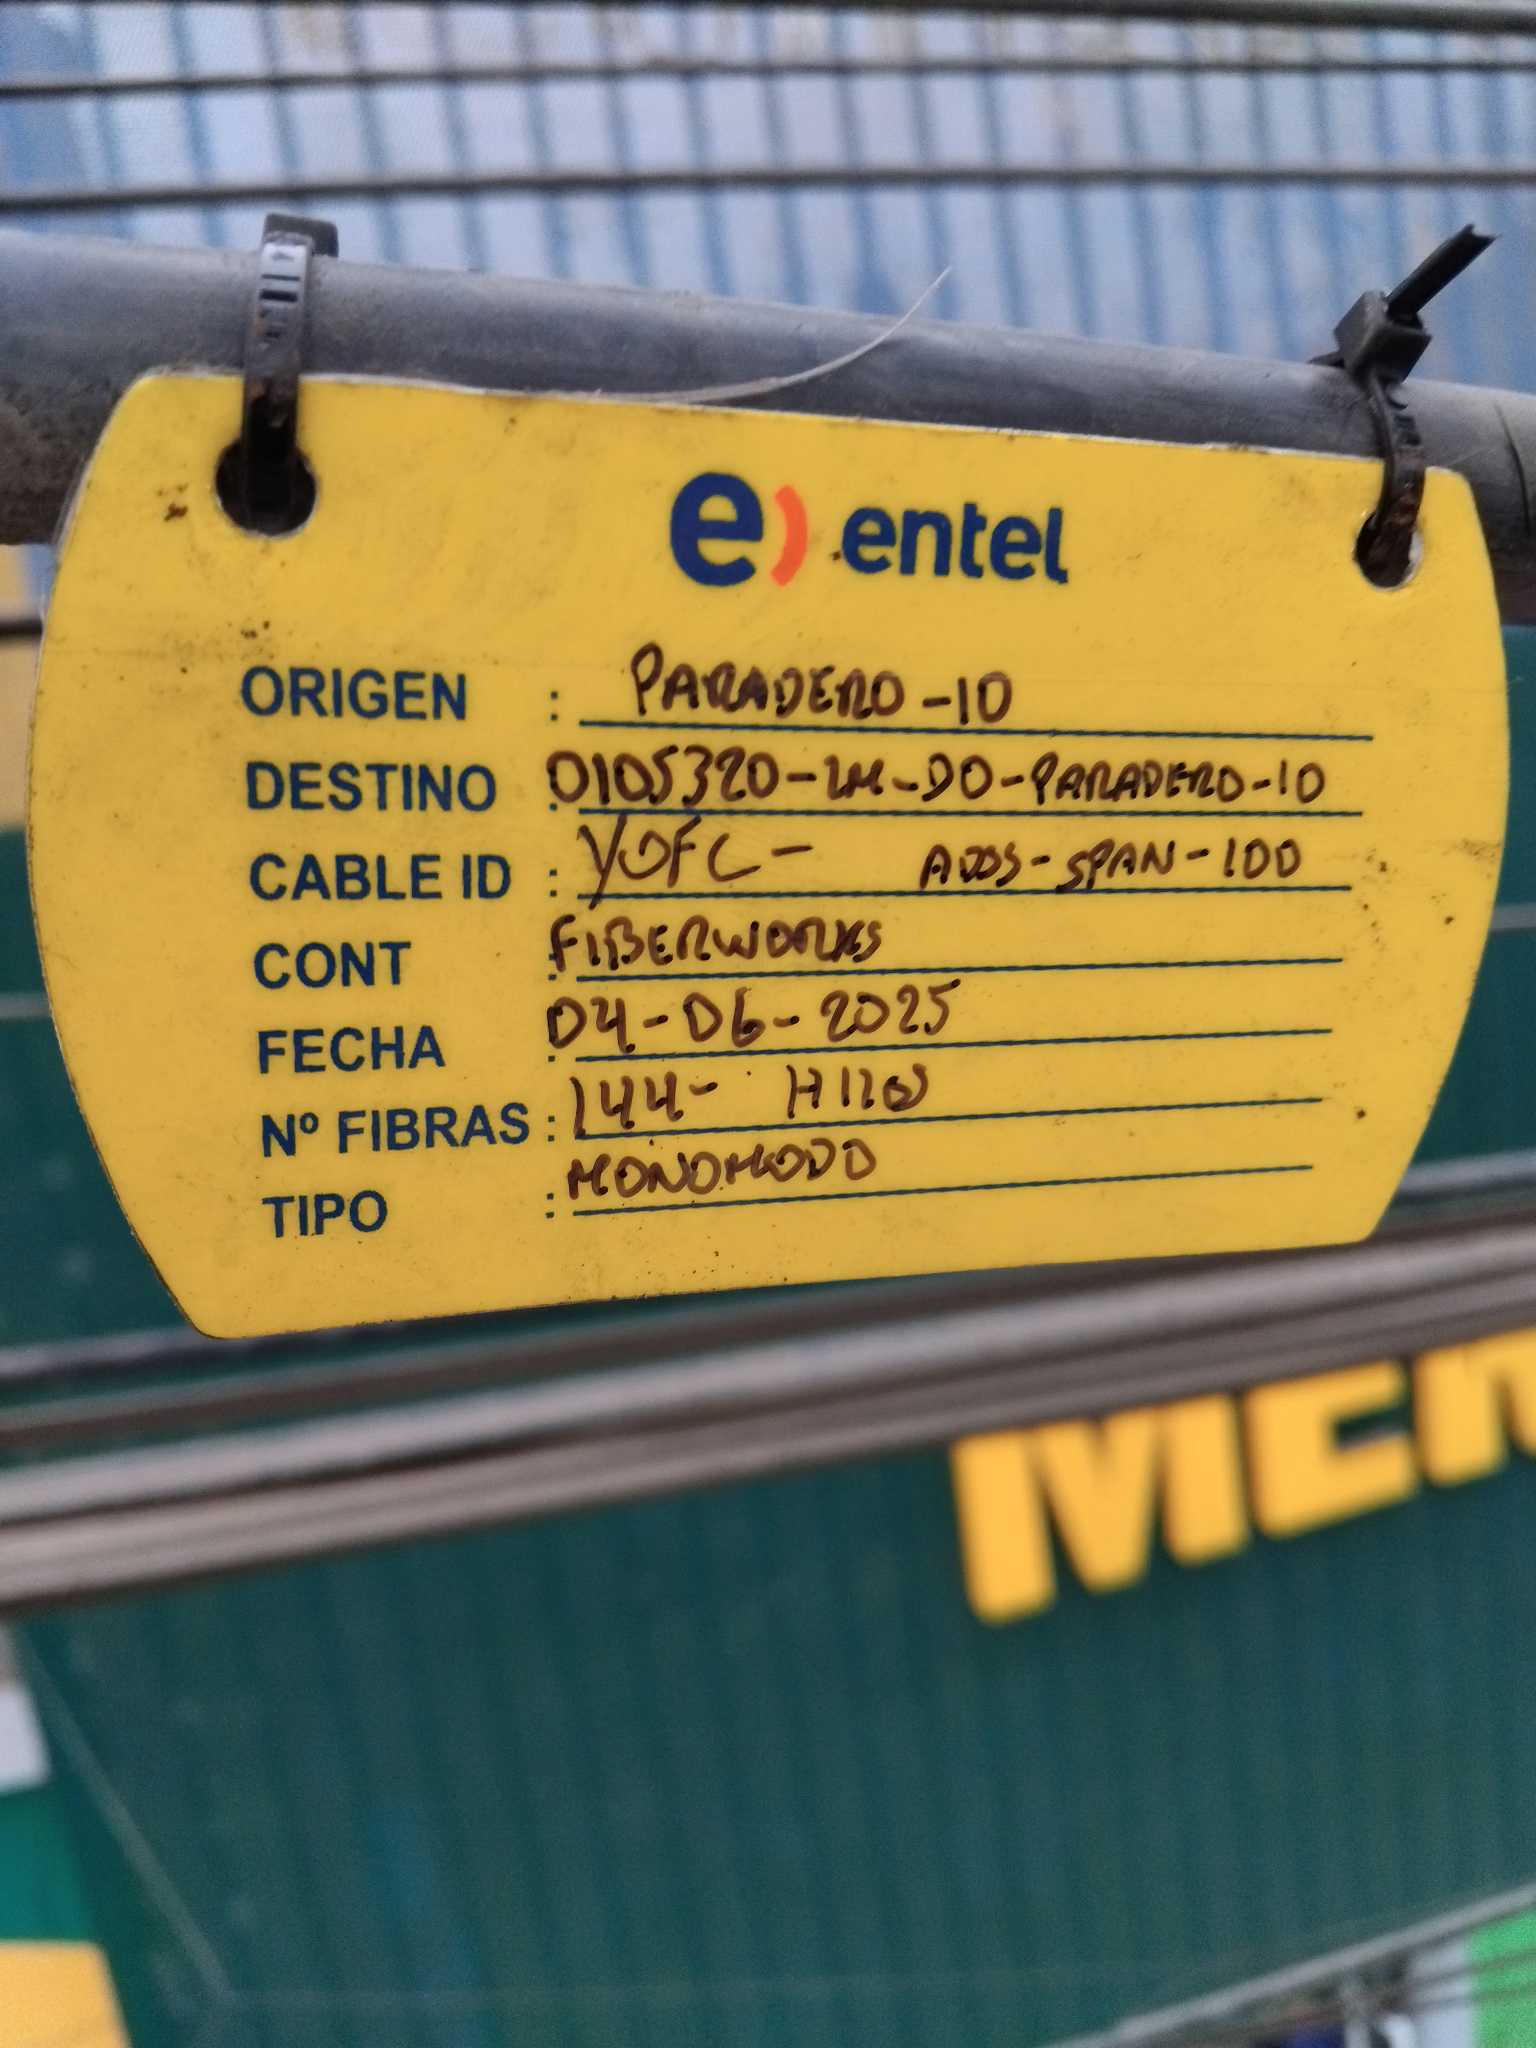 e) entel
ORIGEN : PARADERO-10
DESTINO : 0105320-LM-DO-PARADERO-10
CABLE ID : YOFC- ADSS-SPAN-100
CONT : FIBERWORKS
FECHA : 04-06-2025
Nº FIBRAS : 144- HILOS
TIPO : MONOMODO